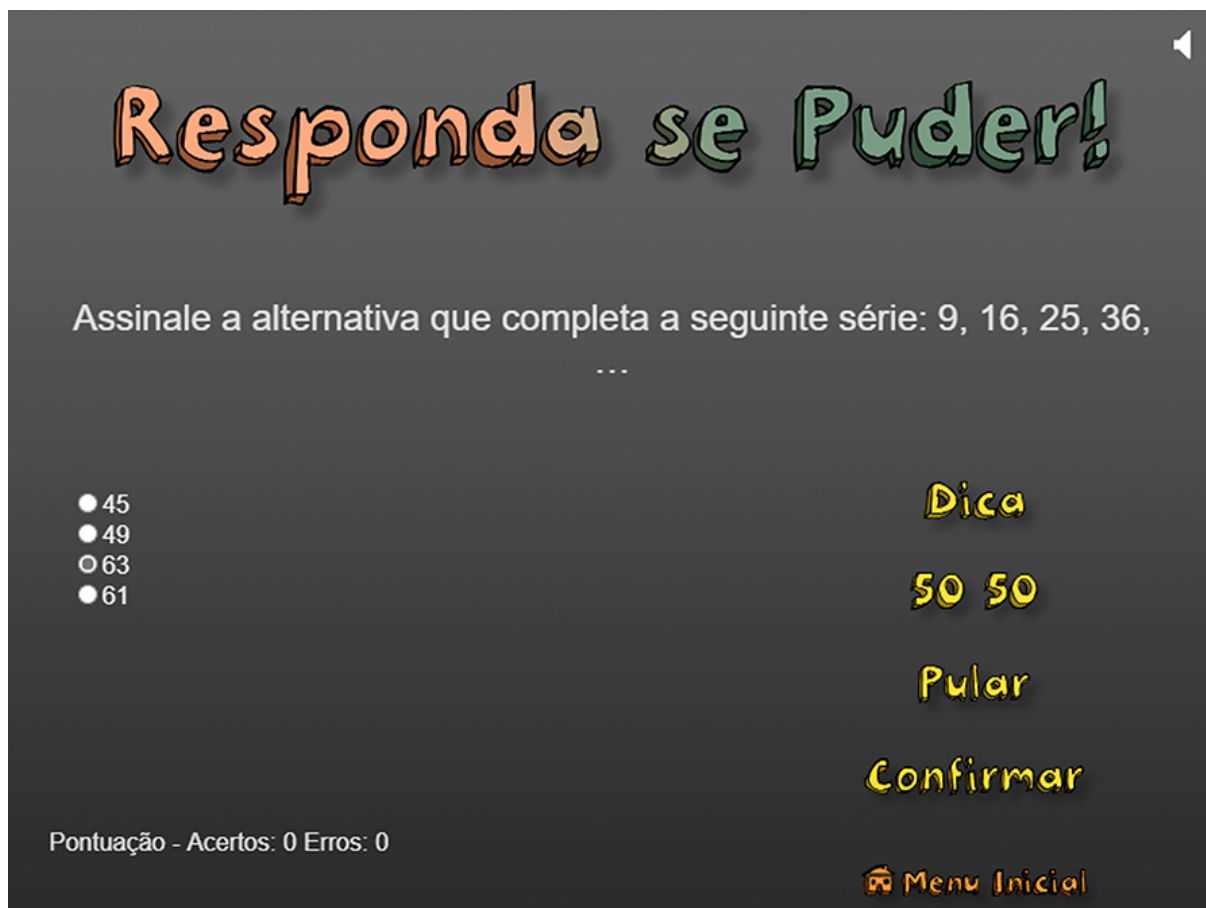 Responda se Puder!
Assinale a alternativa que completa a seguinte série: 9, 16, 25, 36,
...
45
49
63
61
Dica
50 50
Pular
Confirmar
Pontuação - Acertos: 0 Erros: 0
Menu Inicial